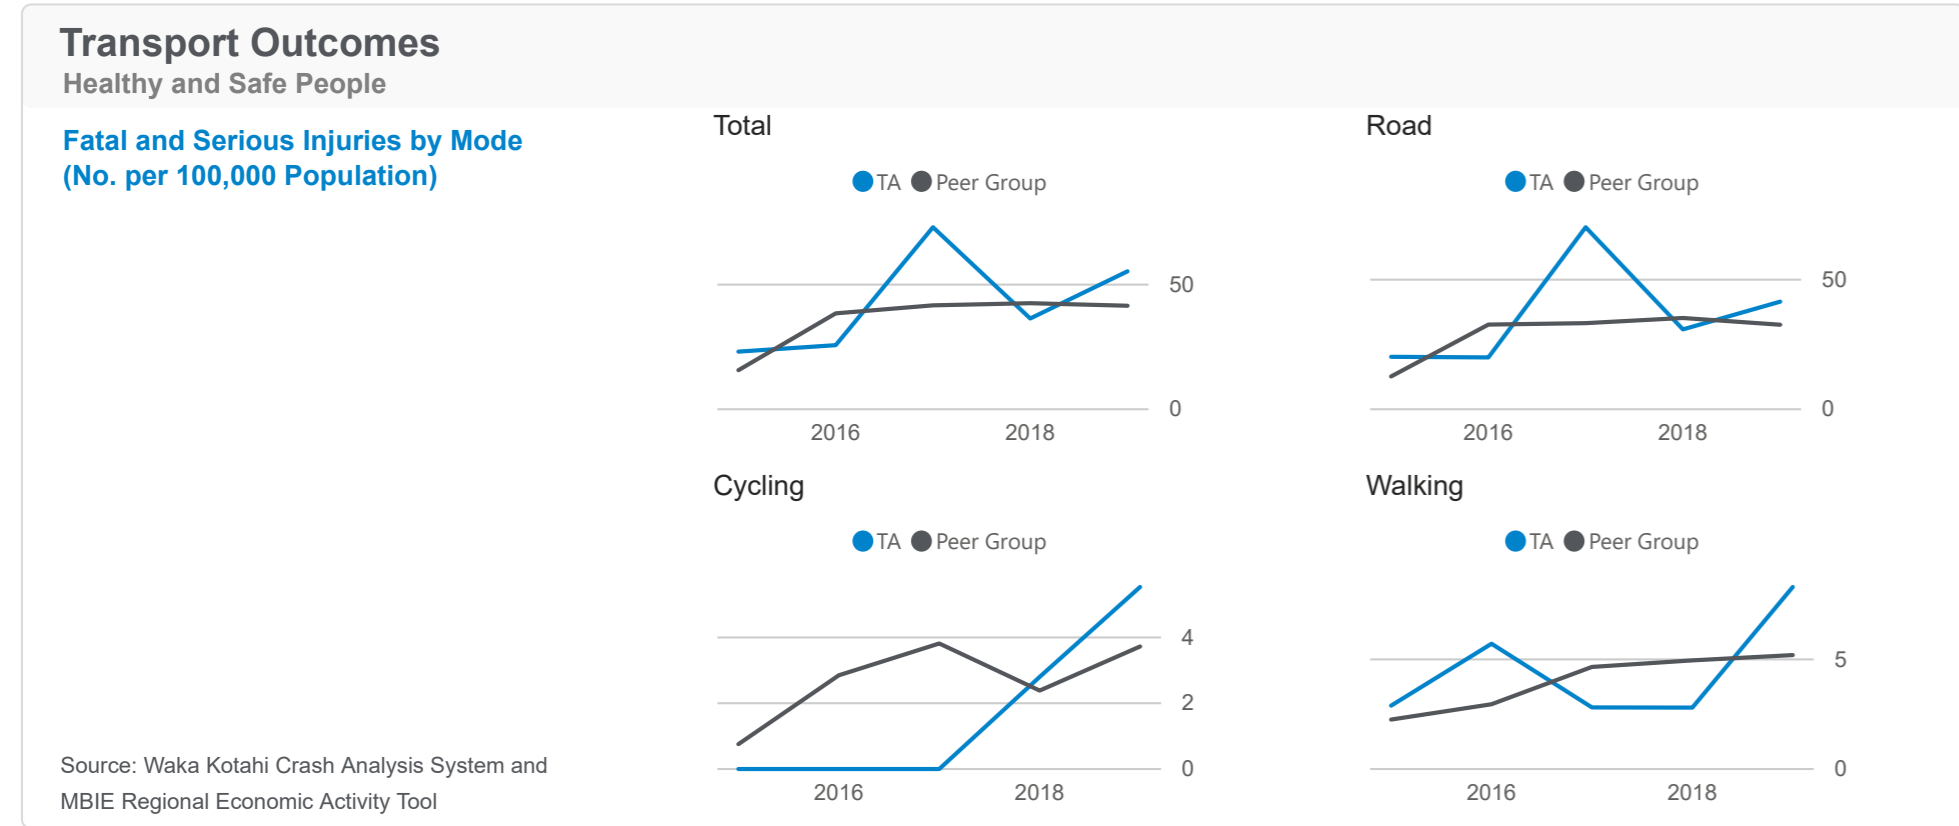 Transport Outcomes
Healthy and Safe People
Fatal and Serious Injuries by Mode
(No. per 100,000 Population)
Total
TA Peer Group
50
0
2016 2018
Road
TA Peer Group
50
0
2016 2018
Cycling
TA Peer Group
4
2
0
2016 2018
Walking
TA Peer Group
5
0
2016 2018
Source: Waka Kotahi Crash Analysis System and
MBIE Regional Economic Activity Tool